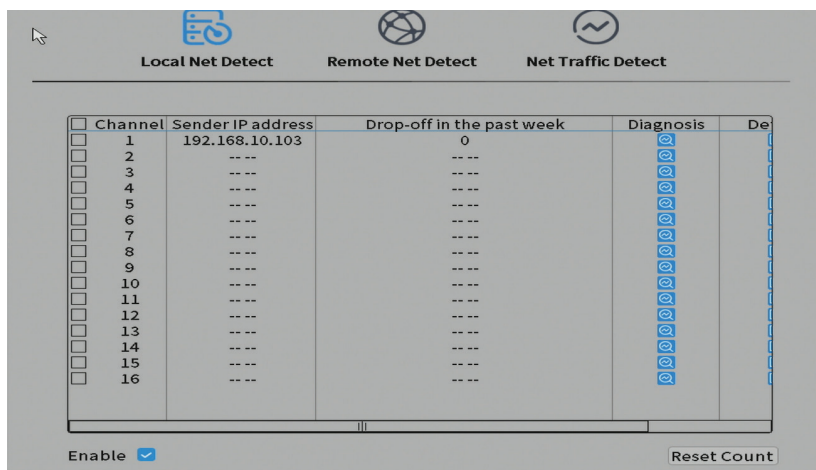 Local Net Detect Remote Net Detect Net Traffic Detect
Channel Sender IP address Drop-off in the past week Diagnosis
1 192.168.10.103 0
2 -- -- -- --
3 -- -- -- --
4 -- -- -- --
5 -- -- -- --
6 -- -- -- --
7 -- -- -- --
8 -- -- -- --
9 -- -- -- --
10 -- -- -- --
11 -- -- -- --
12 -- -- -- --
13 -- -- -- --
14 -- -- -- --
15 -- -- -- --
16 -- -- -- --
Enable Reset Count